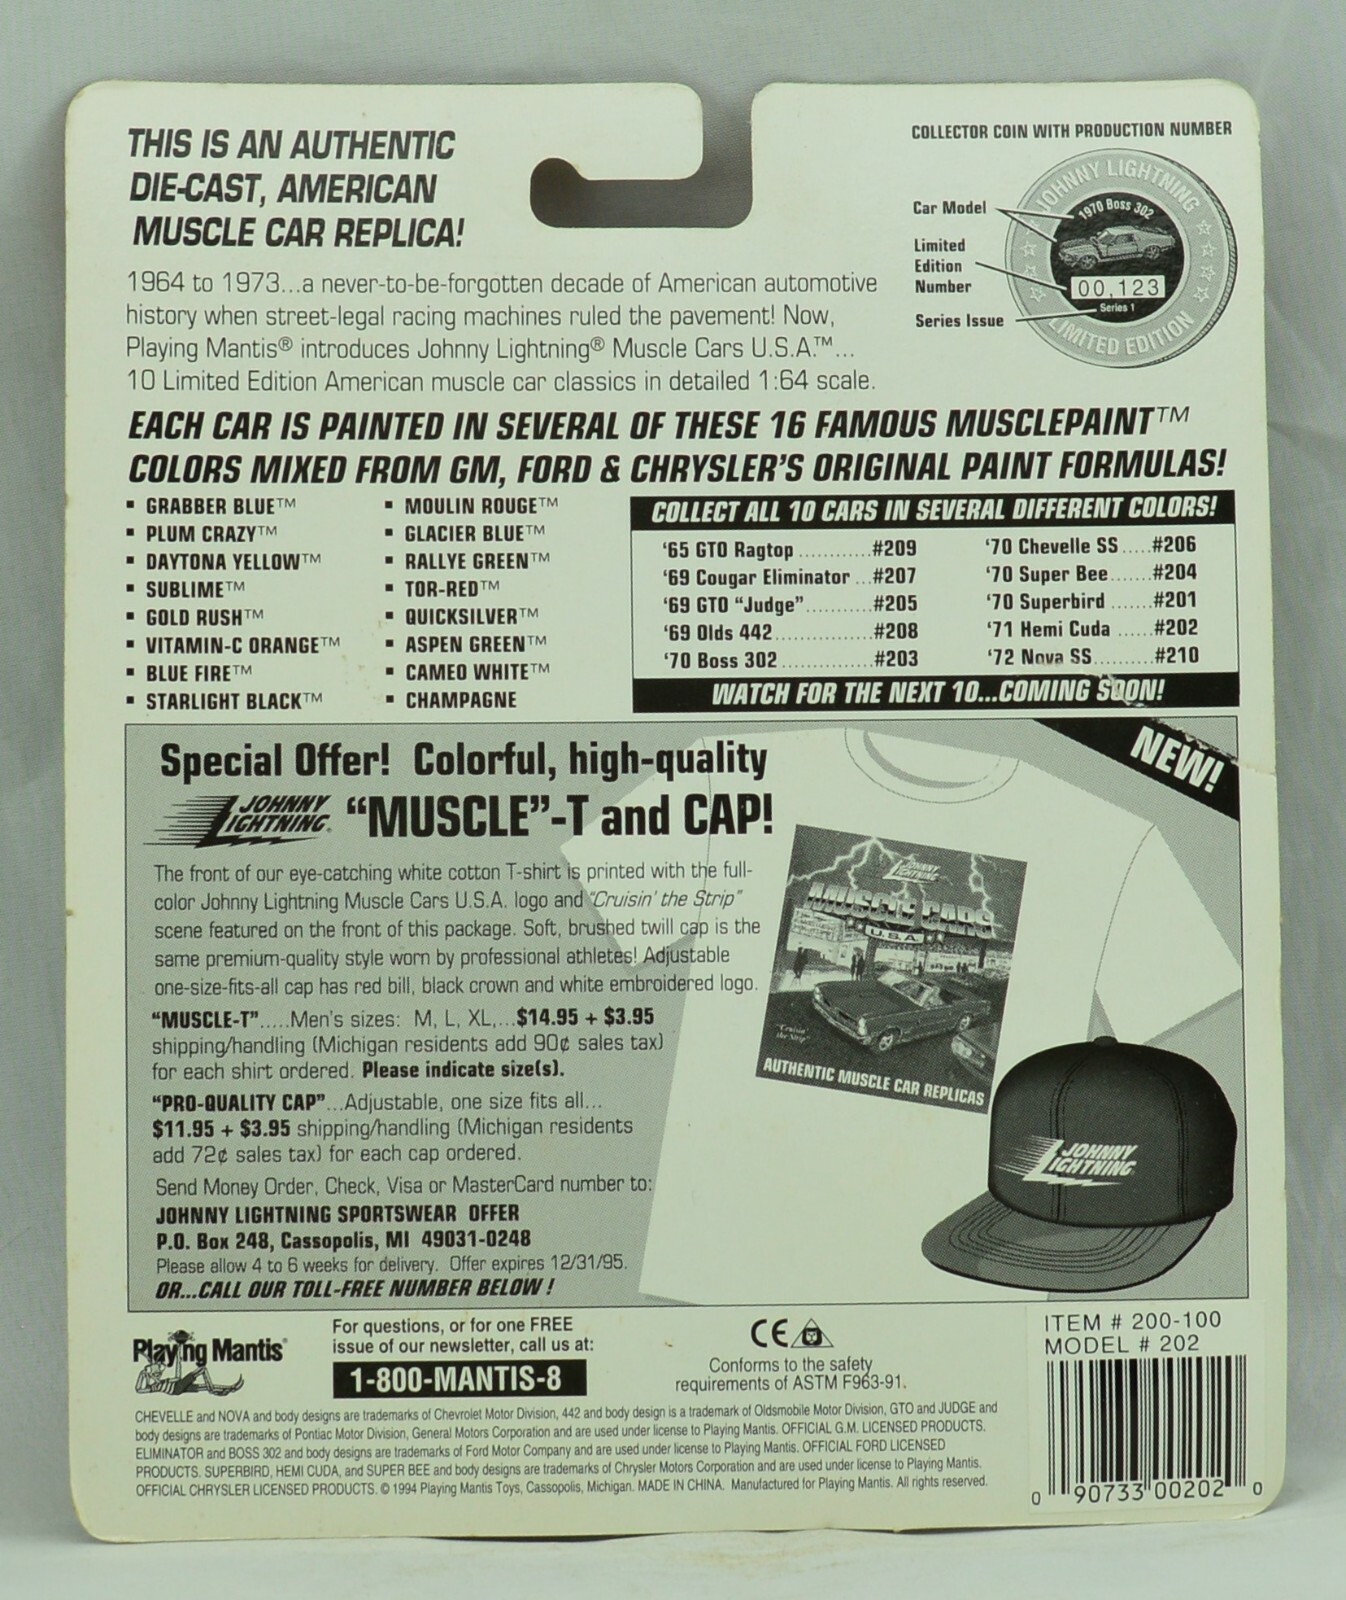 THIS IS AN AUTHENTIC
DIE-CAST, AMERICAN
MUSCLE CAR REPLICA!
1964 to 1973...a never-to-be-forgotten decade of American automotive
history when street-legal racing machines ruled the pavement! Now,
Playing Mantis® introduces Johnny Lightning® Muscle Cars U.S.A.™...
10 Limited Edition American muscle car classics in detailed 1:64 scale.
COLLECTOR COIN WITH PRODUCTION NUMBER
Car Model
Limited
Edition
Number
Series Issue
JOHNNY LIGHTNING
1970 Boss 302
00,123
Series 1
LIMITED EDITION
EACH CAR IS PAINTED IN SEVERAL OF THESE 16 FAMOUS MUSCLEPAINT™
COLORS MIXED FROM GM, FORD & CHRYSLER'S ORIGINAL PAINT FORMULAS!
▪ GRABBER BLUE™
▪ PLUM CRAZY™
▪ DAYTONA YELLOW™
▪ SUBLIME™
▪ GOLD RUSH™
▪ VITAMIN-C ORANGE™
▪ BLUE FIRE™
▪ STARLIGHT BLACK™
▪ MOULIN ROUGE™
▪ GLACIER BLUE™
▪ RALLYE GREEN™
▪ TOR-RED™
▪ QUICKSILVER™
▪ ASPEN GREEN™
▪ CAMEO WHITE™
▪ CHAMPAGNE
COLLECT ALL 10 CARS IN SEVERAL DIFFERENT COLORS!
'65 GTO Ragtop............#209
'69 Cougar Eliminator...#207
'69 GTO "Judge"...........#205
'69 Olds 442...............#208
'70 Boss 302..............#203
'70 Chevelle SS.....#206
'70 Super Bee.......#204
'70 Superbird.......#201
'71 Hemi Cuda......#202
'72 Nova SS..........#210
WATCH FOR THE NEXT 10...COMING SOON!
NEW!
Special Offer! Colorful, high-quality
JOHNNY LIGHTNING® "MUSCLE"-T and CAP!
The front of our eye-catching white cotton T-shirt is printed with the full-
color Johnny Lightning Muscle Cars U.S.A. logo and "Cruisin' the Strip"
scene featured on the front of this package. Soft, brushed twill cap is the
same premium-quality style worn by professional athletes! Adjustable
one-size-fits-all cap has red bill, black crown and white embroidered logo.
"MUSCLE-T".....Men's sizes: M, L, XL,...$14.95 + $3.95
shipping/handling (Michigan residents add 90¢ sales tax)
for each shirt ordered. Please indicate size(s).
"PRO-QUALITY CAP"...Adjustable, one size fits all...
$11.95 + $3.95 shipping/handling (Michigan residents
add 72¢ sales tax) for each cap ordered.
Send Money Order, Check, Visa or MasterCard number to:
JOHNNY LIGHTNING SPORTSWEAR OFFER
P.O. Box 248, Cassopolis, MI 49031-0248
Please allow 4 to 6 weeks for delivery. Offer expires 12/31/95.
OR...CALL OUR TOLL-FREE NUMBER BELOW!
JOHNNY LIGHTNING
MUSCLE CARS
U.S.A.
"Cruisin'
the Strip"
AUTHENTIC MUSCLE CAR REPLICAS
JOHNNY
LIGHTNING
Playing Mantis®
For questions, or for one FREE
issue of our newsletter, call us at:
1-800-MANTIS-8
CE
Conforms to the safety
requirements of ASTM F963-91.
ITEM # 200-100
MODEL # 202
0 90733 00202 0
CHEVELLE and NOVA and body designs are trademarks of Chevrolet Motor Division, 442 and body design is a trademark of Oldsmobile Motor Division, GTO and JUDGE and
body designs are trademarks of Pontiac Motor Division, General Motors Corporation and are used under license to Playing Mantis. OFFICIAL G.M. LICENSED PRODUCTS.
ELIMINATOR and BOSS 302 and body designs are trademarks of Ford Motor Company and are used under license to Playing Mantis. OFFICIAL FORD LICENSED
PRODUCTS. SUPERBIRD, HEMI CUDA, and SUPER BEE and body designs are trademarks of Chrysler Motors Corporation and are used under license to Playing Mantis.
OFFICIAL CHRYSLER LICENSED PRODUCTS. © 1994 Playing Mantis Toys, Cassopolis, Michigan. MADE IN CHINA. Manufactured for Playing Mantis. All rights reserved.